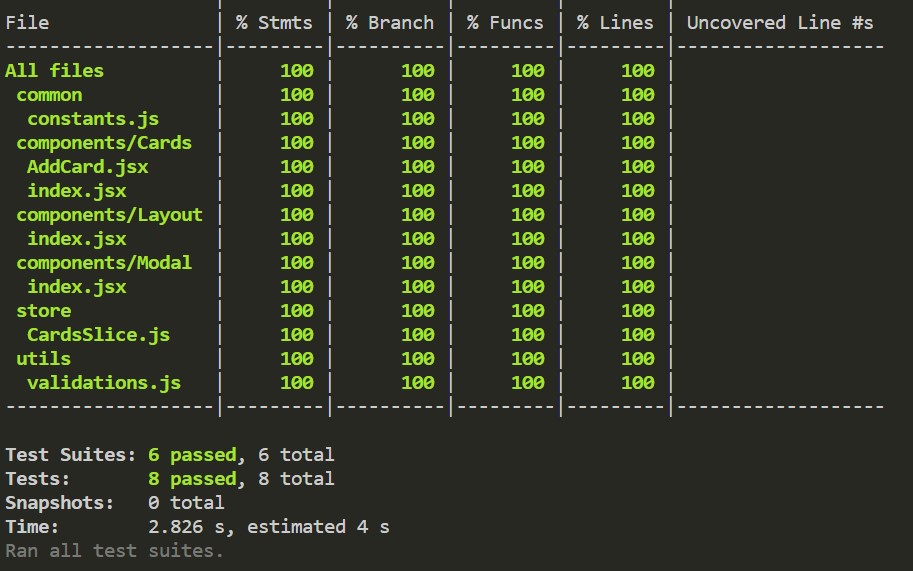 File                   | % Stmts | % Branch | % Funcs | % Lines | Uncovered Line #s
-------------------|---------|----------|---------|---------|-------------------
All files          |     100 |      100 |     100 |     100 |
 common            |     100 |      100 |     100 |     100 |
  constants.js     |     100 |      100 |     100 |     100 |
 components/Cards  |     100 |      100 |     100 |     100 |
  AddCard.jsx      |     100 |      100 |     100 |     100 |
  index.jsx        |     100 |      100 |     100 |     100 |
 components/Layout |     100 |      100 |     100 |     100 |
  index.jsx        |     100 |      100 |     100 |     100 |
 components/Modal  |     100 |      100 |     100 |     100 |
  index.jsx        |     100 |      100 |     100 |     100 |
 store             |     100 |      100 |     100 |     100 |
  CardsSlice.js    |     100 |      100 |     100 |     100 |
 utils             |     100 |      100 |     100 |     100 |
  validations.js   |     100 |      100 |     100 |     100 |
-------------------|---------|----------|---------|---------|-------------------
Test Suites: 6 passed, 6 total
Tests:       8 passed, 8 total
Snapshots:   0 total
Time:        2.826 s, estimated 4 s
Ran all test suites.